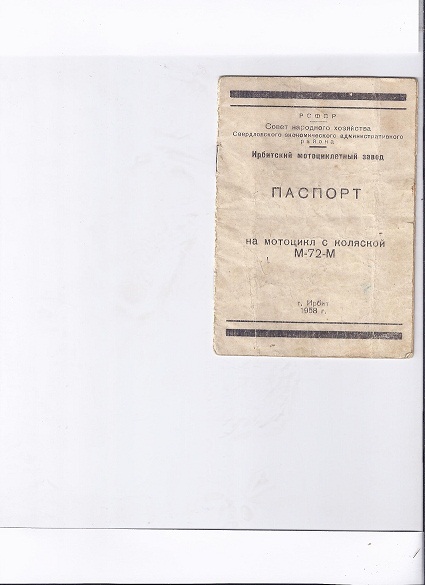 РСФСР
Совет народного хозяйства
Свердловского экономического административного
района
Ирбитский мотоциклетный завод
ПАСПОРТ
на мотоцикл с коляской
М-72-М
г. Ирбит
1958 г.